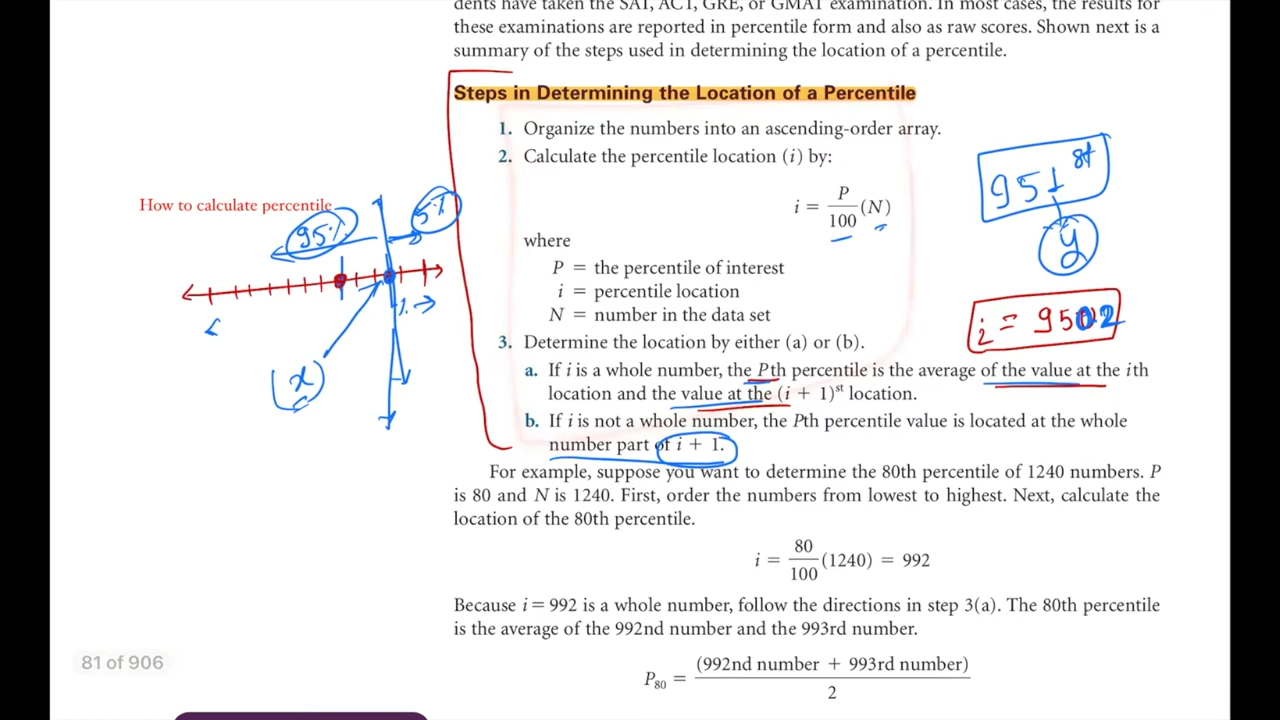 dents have taken the SAT, ACT, GRE, or GMAT examination. In most cases, the results for
these examinations are reported in percentile form and also as raw scores. Shown next is a
summary of the steps used in determining the location of a percentile.
Steps in Determining the Location of a Percentile
1. Organize the numbers into an ascending-order array.
2. Calculate the percentile location (i) by:
i = P/100 (N)
where
P = the percentile of interest
i = percentile location
N = number in the data set
3. Determine the location by either (a) or (b).
a. If i is a whole number, the Pth percentile is the average of the value at the ith
location and the value at the (i + 1)st location.
b. If i is not a whole number, the Pth percentile value is located at the whole
number part of i + 1.
How to calculate percentile
95%
5%
x
951st
y
For example, suppose you want to determine the 80th percentile of 1240 numbers. P
is 80 and N is 1240. First, order the numbers from lowest to highest. Next, calculate the
location of the 80th percentile.
i = 80/100 (1240) = 992
Because i = 992 is a whole number, follow the directions in step 3(a). The 80th percentile
is the average of the 992nd number and the 993rd number.
P80 = (992nd number + 993rd number)/2
81 of 906